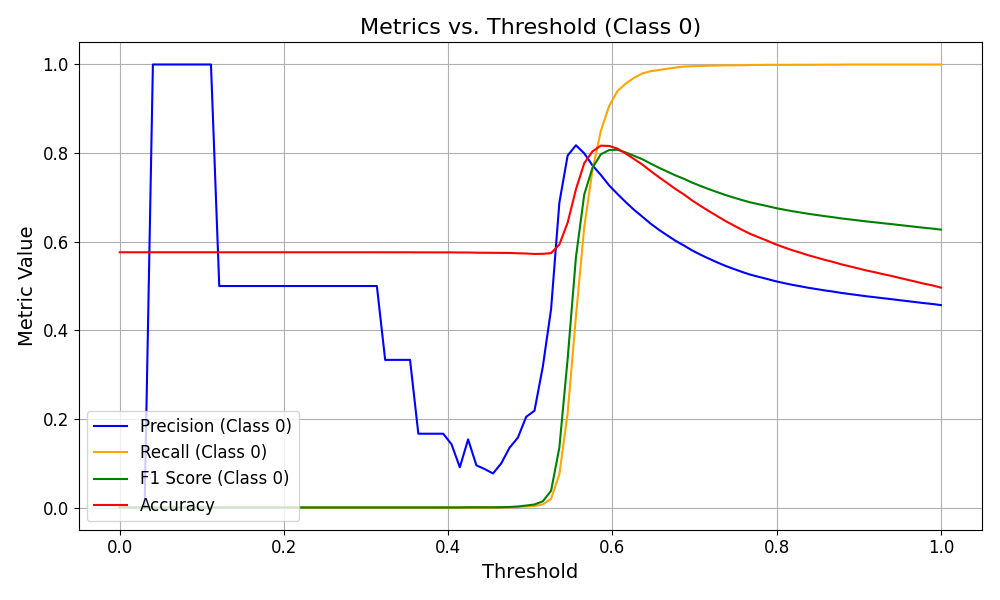 Metrics vs. Threshold (Class 0)
Metric Value
1.0
0.8
0.6
0.4
0.2
0.0
Precision (Class 0)
Recall (Class 0)
F1 Score (Class 0)
Accuracy
0.0 0.2 0.4 0.6 0.8 1.0
Threshold